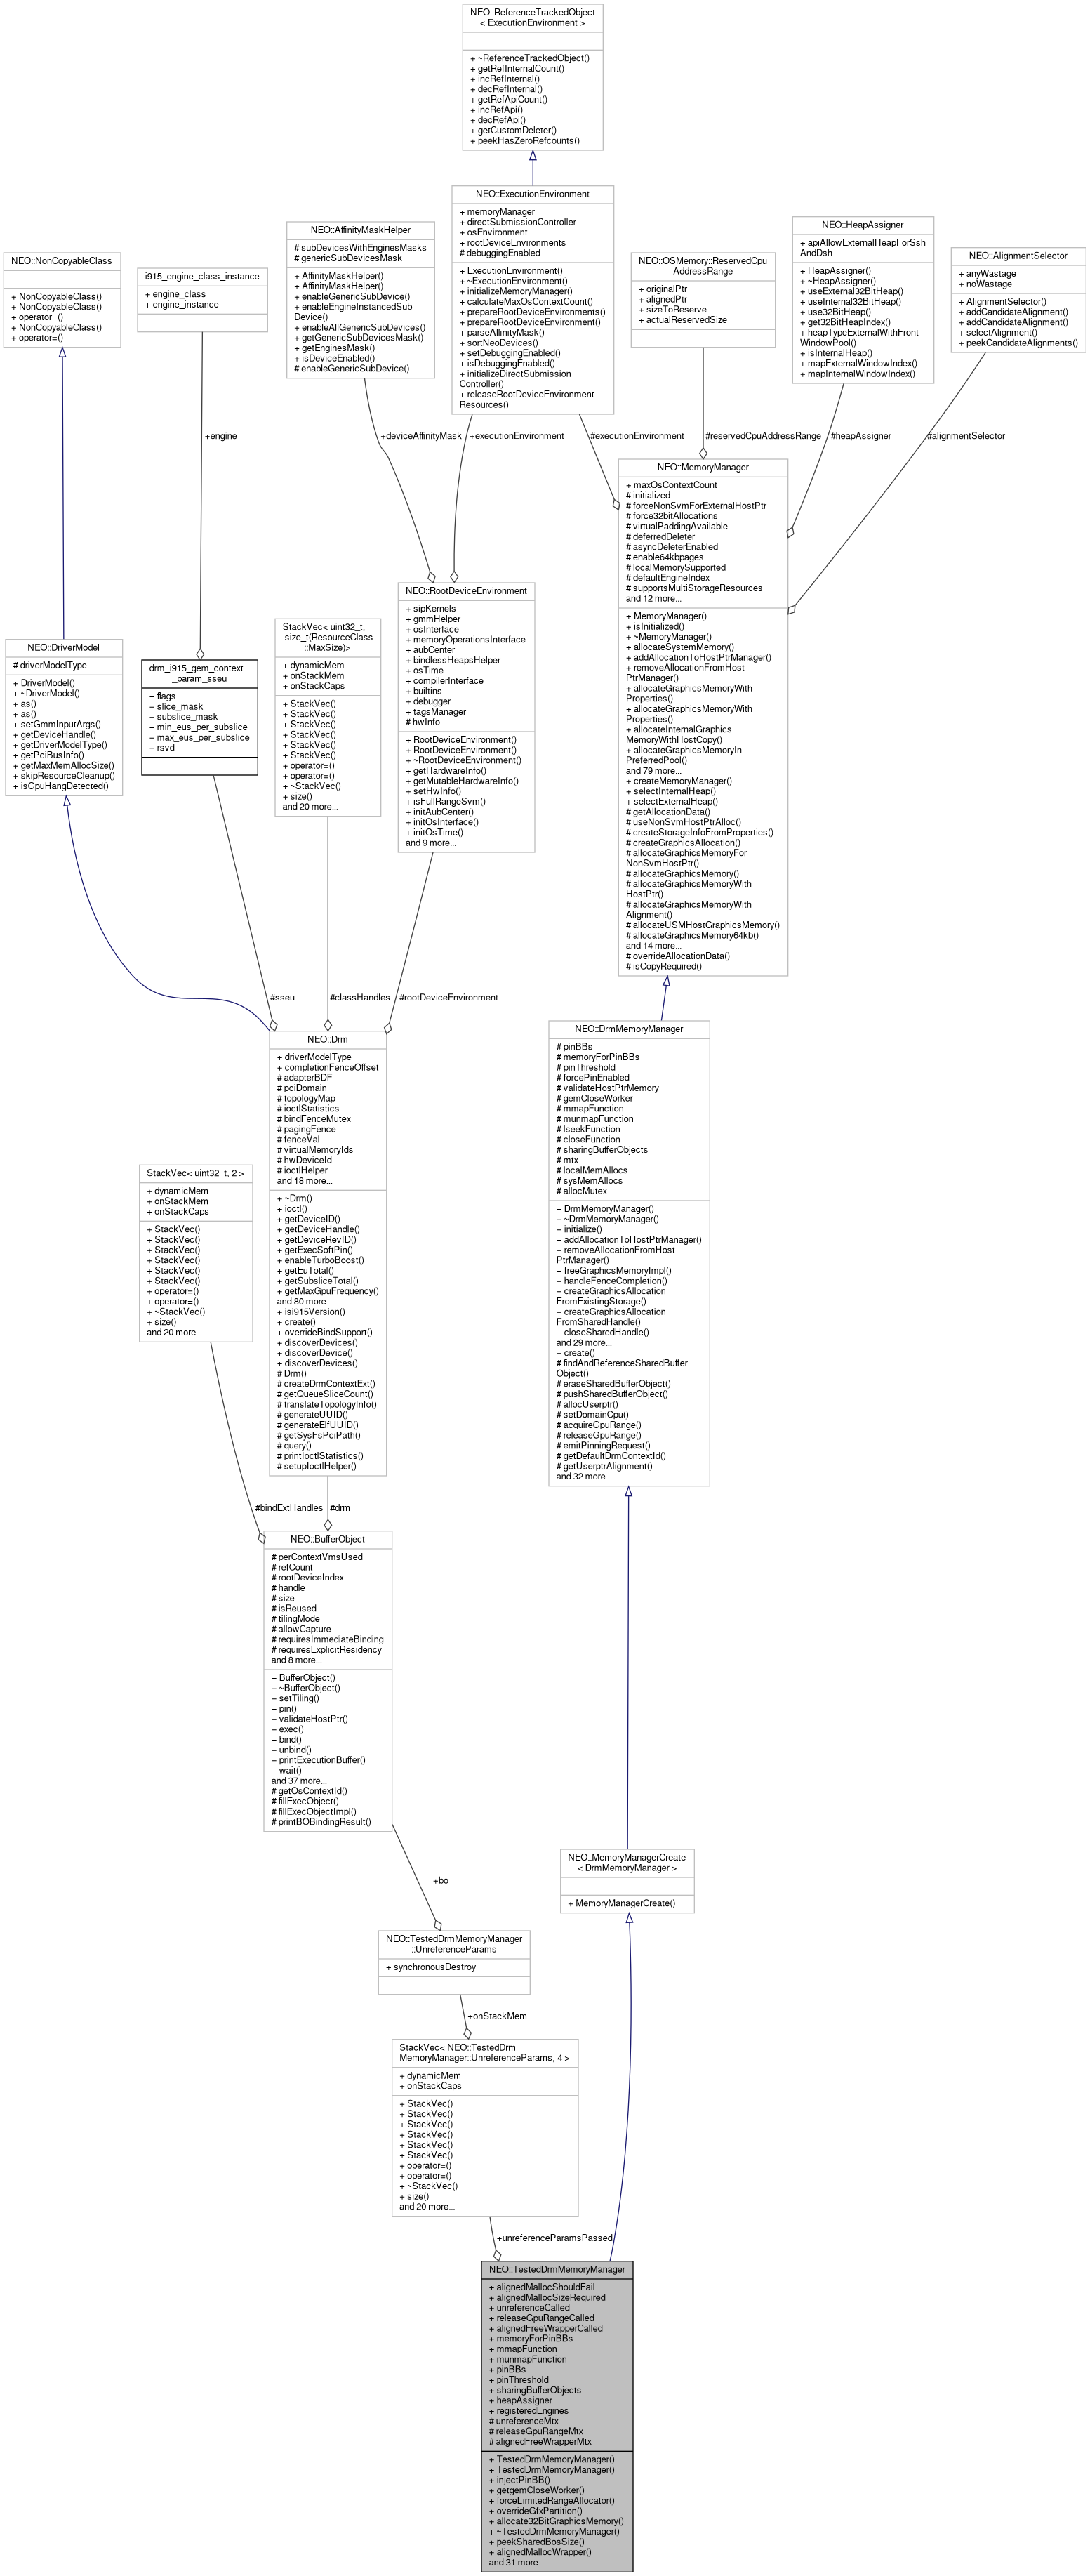 NEO::ReferenceTrackedObject
< ExecutionEnvironment >
+ ~ReferenceTrackedObject()
+ getRefInternalCount()
+ incRefInternal()
+ decRefInternal()
+ getRefApiCount()
+ incRefApi()
+ decRefApi()
+ getCustomDeleter()
+ peekHasZeroRefcounts()
NEO::ExecutionEnvironment
+ memoryManager
+ directSubmissionController
+ osEnvironment
+ rootDeviceEnvironments
# debuggingEnabled
+ ExecutionEnvironment()
+ ~ExecutionEnvironment()
+ initializeMemoryManager()
+ calculateMaxOsContextCount()
+ prepareRootDeviceEnvironments()
+ prepareRootDeviceEnvironment()
+ parseAffinityMask()
+ sortNeoDevices()
+ setDebuggingEnabled()
+ isDebuggingEnabled()
+ initializeDirectSubmission
Controller()
+ releaseRootDeviceEnvironment
Resources()
NEO::NonCopyableClass
+ NonCopyableClass()
+ NonCopyableClass()
+ operator=()
+ NonCopyableClass()
+ operator=()
i915_engine_class_instance
+ engine_class
+ engine_instance
NEO::AffinityMaskHelper
# subDevicesWithEnginesMasks
# genericSubDevicesMask
+ AffinityMaskHelper()
+ AffinityMaskHelper()
+ enableGenericSubDevice()
+ enableEngineInstancedSub
Device()
+ enableAllGenericSubDevices()
+ getGenericSubDevicesMask()
+ getEnginesMask()
+ isDeviceEnabled()
# enableGenericSubDevice()
NEO::OSMemory::ReservedCpu
AddressRange
+ originalPtr
+ alignedPtr
+ sizeToReserve
+ actualReservedSize
NEO::HeapAssigner
+ apiAllowExternalHeapForSsh
AndDsh
+ HeapAssigner()
+ ~HeapAssigner()
+ useExternal32BitHeap()
+ useInternal32BitHeap()
+ use32BitHeap()
+ get32BitHeapIndex()
+ heapTypeExternalWithFront
WindowPool()
+ isInternalHeap()
+ mapExternalWindowIndex()
+ mapInternalWindowIndex()
NEO::AlignmentSelector
+ anyWastage
+ noWastage
+ AlignmentSelector()
+ addCandidateAlignment()
+ addCandidateAlignment()
+ selectAlignment()
+ peekCandidateAlignments()
+engine
+deviceAffinityMask
+executionEnvironment
#executionEnvironment
#reservedCpuAddressRange
#heapAssigner
#alignmentSelector
NEO::MemoryManager
+ maxOsContextCount
# initialized
# forceNonSvmForExternalHostPtr
# force32bitAllocations
# virtualPaddingAvailable
# deferredDeleter
# asyncDeleterEnabled
# enable64kbpages
# localMemorySupported
# defaultEngineIndex
# supportsMultiStorageResources
and 12 more...
+ MemoryManager()
+ isInitialized()
+ ~MemoryManager()
+ allocateSystemMemory()
+ addAllocationToHostPtrManager()
+ removeAllocationFromHost
PtrManager()
+ allocateGraphicsMemoryWith
Properties()
+ allocateGraphicsMemoryWith
Properties()
+ allocateInternalGraphics
MemoryWithHostCopy()
+ allocateGraphicsMemoryIn
PreferredPool()
and 79 more...
+ createMemoryManager()
+ selectInternalHeap()
+ selectExternalHeap()
# getAllocationData()
# useNonSvmHostPtrAlloc()
# createStorageInfoFromProperties()
# createGraphicsAllocation()
# allocateGraphicsMemoryFor
NonSvmHostPtr()
# allocateGraphicsMemory()
# allocateGraphicsMemoryWith
HostPtr()
# allocateGraphicsMemoryWith
Alignment()
# allocateUSMHostGraphicsMemory()
# allocateGraphicsMemory64kb()
and 14 more...
# overrideAllocationData()
# isCopyRequired()
NEO::RootDeviceEnvironment
+ sipKernels
+ gmmHelper
+ osInterface
+ memoryOperationsInterface
+ aubCenter
+ bindlessHeapsHelper
+ osTime
+ compilerInterface
+ builtins
+ debugger
+ tagsManager
# hwInfo
+ RootDeviceEnvironment()
+ RootDeviceEnvironment()
+ ~RootDeviceEnvironment()
+ getHardwareInfo()
+ getMutableHardwareInfo()
+ setHwInfo()
+ isFullRangeSvm()
+ initAubCenter()
+ initOsInterface()
+ initOsTime()
and 9 more...
StackVec< uint32_t,
size_t(ResourceClass
::MaxSize)>
+ dynamicMem
+ onStackMem
+ onStackCaps
+ StackVec()
+ StackVec()
+ StackVec()
+ StackVec()
+ StackVec()
+ StackVec()
+ operator=()
+ operator=()
+ ~StackVec()
+ size()
and 20 more...
NEO::DriverModel
# driverModelType
+ DriverModel()
+ ~DriverModel()
+ as()
+ as()
+ setGmmInputArgs()
+ getDeviceHandle()
+ getDriverModelType()
+ getPciBusInfo()
+ getMaxMemAllocSize()
+ skipResourceCleanup()
+ isGpuHangDetected()
drm_i915_gem_context
_param_sseu
+ flags
+ slice_mask
+ subslice_mask
+ min_eus_per_subslice
+ max_eus_per_subslice
+ rsvd
#sseu
#classHandles
#rootDeviceEnvironment
NEO::Drm
+ driverModelType
+ completionFenceOffset
# adapterBDF
# pciDomain
# topologyMap
# ioctlStatistics
# bindFenceMutex
# pagingFence
# fenceVal
# virtualMemoryIds
# hwDeviceId
# ioctlHelper
and 18 more...
+ ~Drm()
+ ioctl()
+ getDeviceID()
+ getDeviceHandle()
+ getDeviceRevID()
+ getExecSoftPin()
+ enableTurboBoost()
+ getEuTotal()
+ getSubsliceTotal()
+ getMaxGpuFrequency()
and 80 more...
+ isi915Version()
+ create()
+ overrideBindSupport()
+ discoverDevices()
+ discoverDevice()
+ discoverDevices()
# Drm()
# createDrmContextExt()
# getQueueSliceCount()
# translateTopologyInfo()
# generateUUID()
# generateElfUUID()
# getSysFsPciPath()
# query()
# printIoctlStatistics()
# setupIoctlHelper()
NEO::DrmMemoryManager
# pinBBs
# memoryForPinBBs
# pinThreshold
# forcePinEnabled
# validateHostPtrMemory
# gemCloseWorker
# mmapFunction
# munmapFunction
# lseekFunction
# closeFunction
# sharingBufferObjects
# mtx
# localMemAllocs
# sysMemAllocs
# allocMutex
+ DrmMemoryManager()
+ ~DrmMemoryManager()
+ initialize()
+ addAllocationToHostPtrManager()
+ removeAllocationFromHost
PtrManager()
+ freeGraphicsMemoryImpl()
+ handleFenceCompletion()
+ createGraphicsAllocation
FromExistingStorage()
+ createGraphicsAllocation
FromSharedHandle()
+ closeSharedHandle()
and 29 more...
+ create()
# findAndReferenceSharedBuffer
Object()
# eraseSharedBufferObject()
# pushSharedBufferObject()
# allocUserptr()
# setDomainCpu()
# acquireGpuRange()
# releaseGpuRange()
# emitPinningRequest()
# getDefaultDrmContextId()
# getUserptrAlignment()
and 32 more...
StackVec< uint32_t, 2 >
+ dynamicMem
+ onStackMem
+ onStackCaps
+ StackVec()
+ StackVec()
+ StackVec()
+ StackVec()
+ StackVec()
+ StackVec()
+ operator=()
+ operator=()
+ ~StackVec()
+ size()
and 20 more...
#bindExtHandles
#drm
NEO::BufferObject
# perContextVmsUsed
# refCount
# rootDeviceIndex
# handle
# size
# isReused
# tilingMode
# allowCapture
# requiresImmediateBinding
# requiresExplicitResidency
and 8 more...
+ BufferObject()
+ ~BufferObject()
+ setTiling()
+ pin()
+ validateHostPtr()
+ exec()
+ bind()
+ unbind()
+ printExecutionBuffer()
+ wait()
and 37 more...
# getOsContextId()
# fillExecObject()
# fillExecObjectImpl()
# printBOBindingResult()
NEO::MemoryManagerCreate
< DrmMemoryManager >
+ MemoryManagerCreate()
+bo
NEO::TestedDrmMemoryManager
::UnreferenceParams
+ synchronousDestroy
+onStackMem
StackVec< NEO::TestedDrm
MemoryManager::UnreferenceParams, 4 >
+ dynamicMem
+ onStackCaps
+ StackVec()
+ StackVec()
+ StackVec()
+ StackVec()
+ StackVec()
+ StackVec()
+ operator=()
+ operator=()
+ ~StackVec()
+ size()
and 20 more...
+unreferenceParamsPassed
NEO::TestedDrmMemoryManager
+ alignedMallocShouldFail
+ alignedMallocSizeRequired
+ unreferenceCalled
+ releaseGpuRangeCalled
+ alignedFreeWrapperCalled
+ memoryForPinBBs
+ mmapFunction
+ munmapFunction
+ pinBBs
+ pinThreshold
+ sharingBufferObjects
+ heapAssigner
+ registeredEngines
# unreferenceMtx
# releaseGpuRangeMtx
# alignedFreeWrapperMtx
+ TestedDrmMemoryManager()
+ TestedDrmMemoryManager()
+ injectPinBB()
+ getgemCloseWorker()
+ forceLimitedRangeAllocator()
+ overrideGfxPartition()
+ allocate32BitGraphicsMemory()
+ ~TestedDrmMemoryManager()
+ peekSharedBosSize()
+ alignedMallocWrapper()
and 31 more...